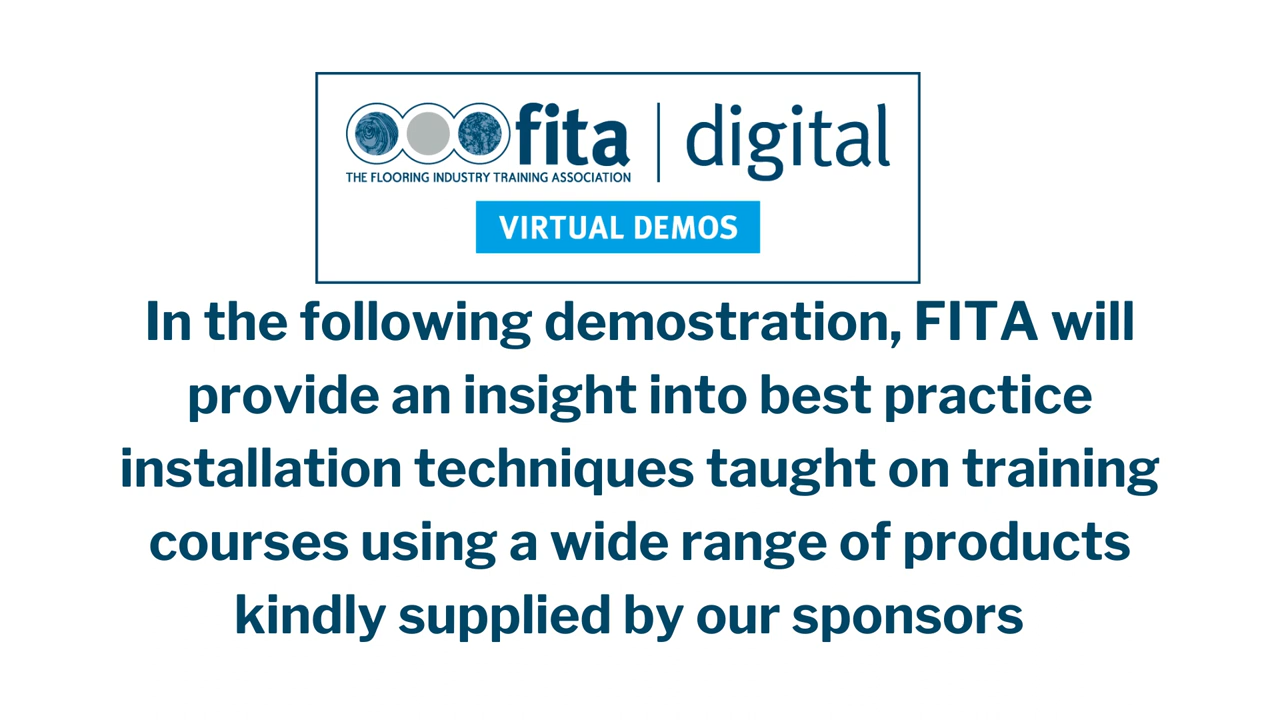 fita | digital
THE FLOORING INDUSTRY TRAINING ASSOCIATION
VIRTUAL DEMOS
In the following demostration, FITA will
provide an insight into best practice
installation techniques taught on training
courses using a wide range of products
kindly supplied by our sponsors